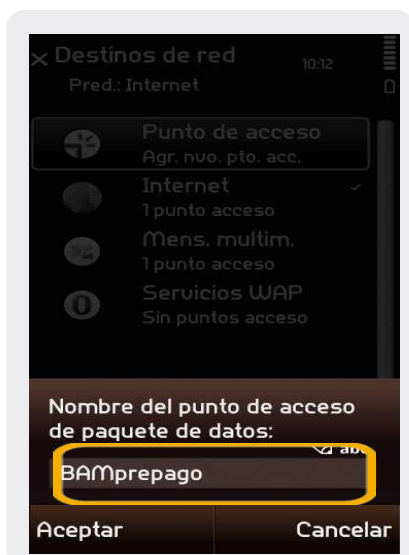 Destinos de red
10:12
Pred.: Internet
Punto de acceso
Agr. nvo. pto. acc.
Internet
1 punto acceso
Mens. multim.
1 punto acceso
Servicios WAP
Sin puntos acceso
Nombre del punto de acceso
de paquete de datos:
abc
BAMprepago
Aceptar
Cancelar